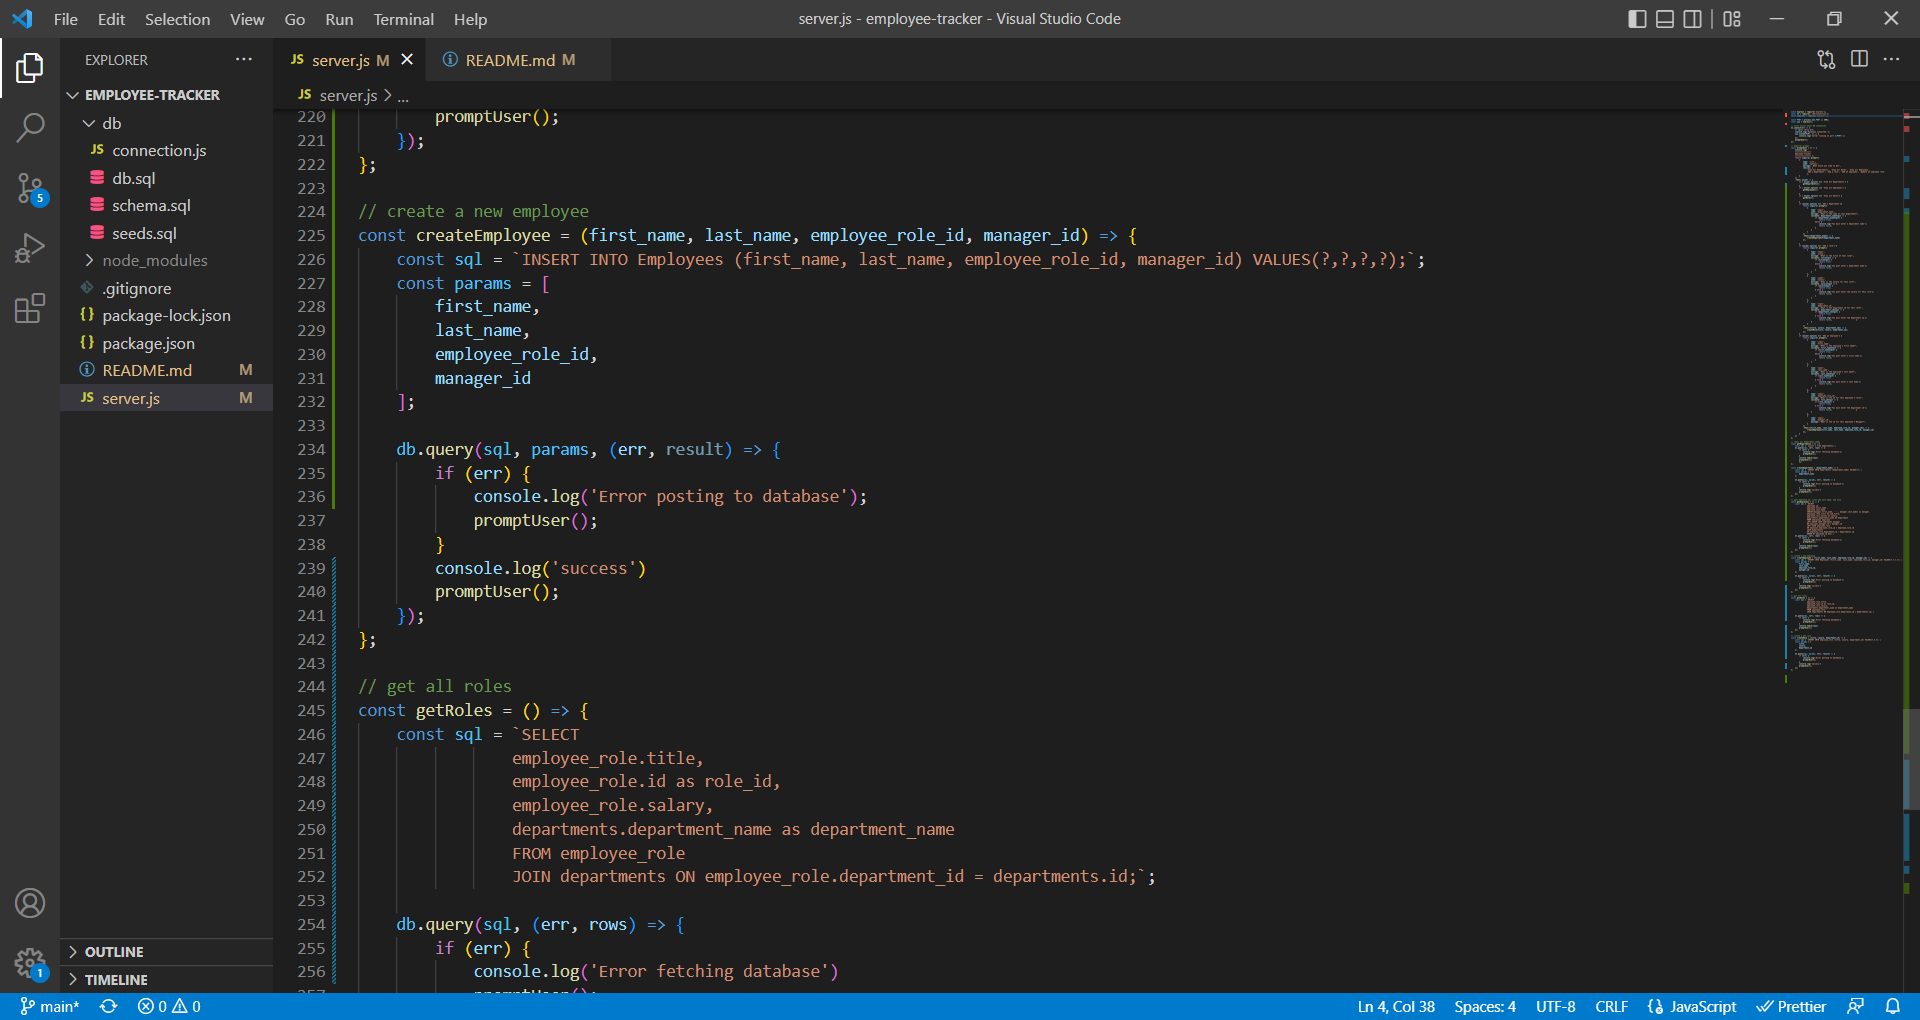 File Edit Selection View Go Run Terminal Help
server.js - employee-tracker - Visual Studio Code
EXPLORER
EMPLOYEE-TRACKER
db
JS connection.js
db.sql
schema.sql
seeds.sql
node_modules
.gitignore
{} package-lock.json
{} package.json
README.md M
JS server.js M
OUTLINE
TIMELINE
5
1
JS server.js M
README.md M
JS server.js > ...
220 promptUser();
221 });
222 };
223
224 // create a new employee
225 const createEmployee = (first_name, last_name, employee_role_id, manager_id) => {
226 const sql = `INSERT INTO Employees (first_name, last_name, employee_role_id, manager_id) VALUES(?,?,?,?);`;
227 const params = [
228 first_name,
229 last_name,
230 employee_role_id,
231 manager_id
232 ];
233
234 db.query(sql, params, (err, result) => {
235 if (err) {
236 console.log('Error posting to database');
237 promptUser();
238 }
239 console.log('success')
240 promptUser();
241 });
242 };
243
244 // get all roles
245 const getRoles = () => {
246 const sql = `SELECT
247 employee_role.title,
248 employee_role.id as role_id,
249 employee_role.salary,
250 departments.department_name as department_name
251 FROM employee_role
252 JOIN departments ON employee_role.department_id = departments.id;`;
253
254 db.query(sql, (err, rows) => {
255 if (err) {
256 console.log('Error fetching database')
main* 0 0
Ln 4, Col 38 Spaces: 4 UTF-8 CRLF {} JavaScript Prettier